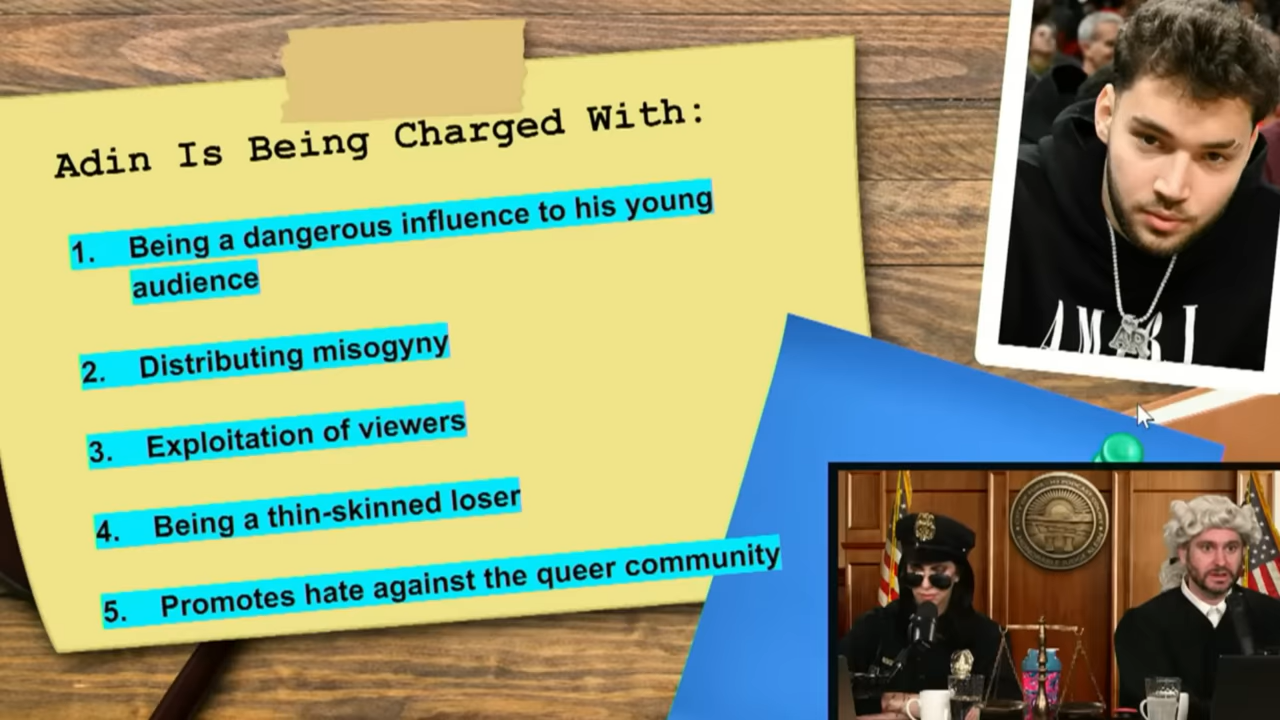 Adin Is Being Charged With:
1. Being a dangerous influence to his young
audience
2. Distributing misogyny
3. Exploitation of viewers
4. Being a thin-skinned loser
5. Promotes hate against the queer community
AR